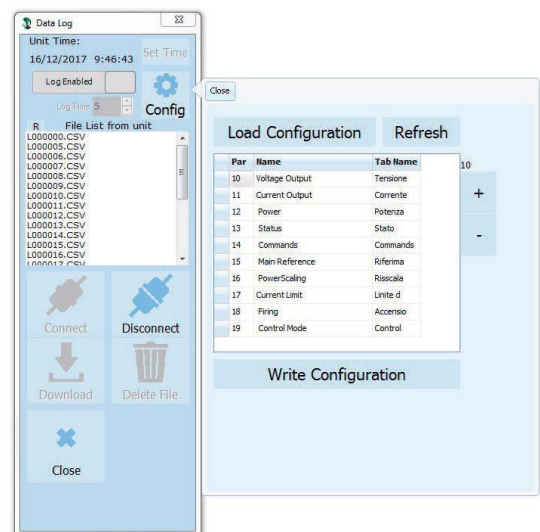 Data Log
Unit Time:
16/12/2017 9:46:43
Set Time
Log Enabled
Log Time 5
Config
R File List from unit
L000000.CSV
L000005.CSV
L000006.CSV
L000007.CSV
L000008.CSV
L000009.CSV
L000010.CSV
L000011.CSV
L000012.CSV
L000013.CSV
L000014.CSV
L000015.CSV
L000016.CSV
L000017.CSV
Connect Disconnect
Download Delete File
Close
Close
Load Configuration Refresh
Par Name Tab Name
10 Voltage Output Tensione
11 Current Output Corrente
12 Power Potenza
13 Status Stato
14 Commands Commands
15 Main Reference Riferima
16 PowerScaling Risscala
17 Current Limit Linite d
18 Firing Accensio
19 Control Mode Control
10
+
-
Write Configuration